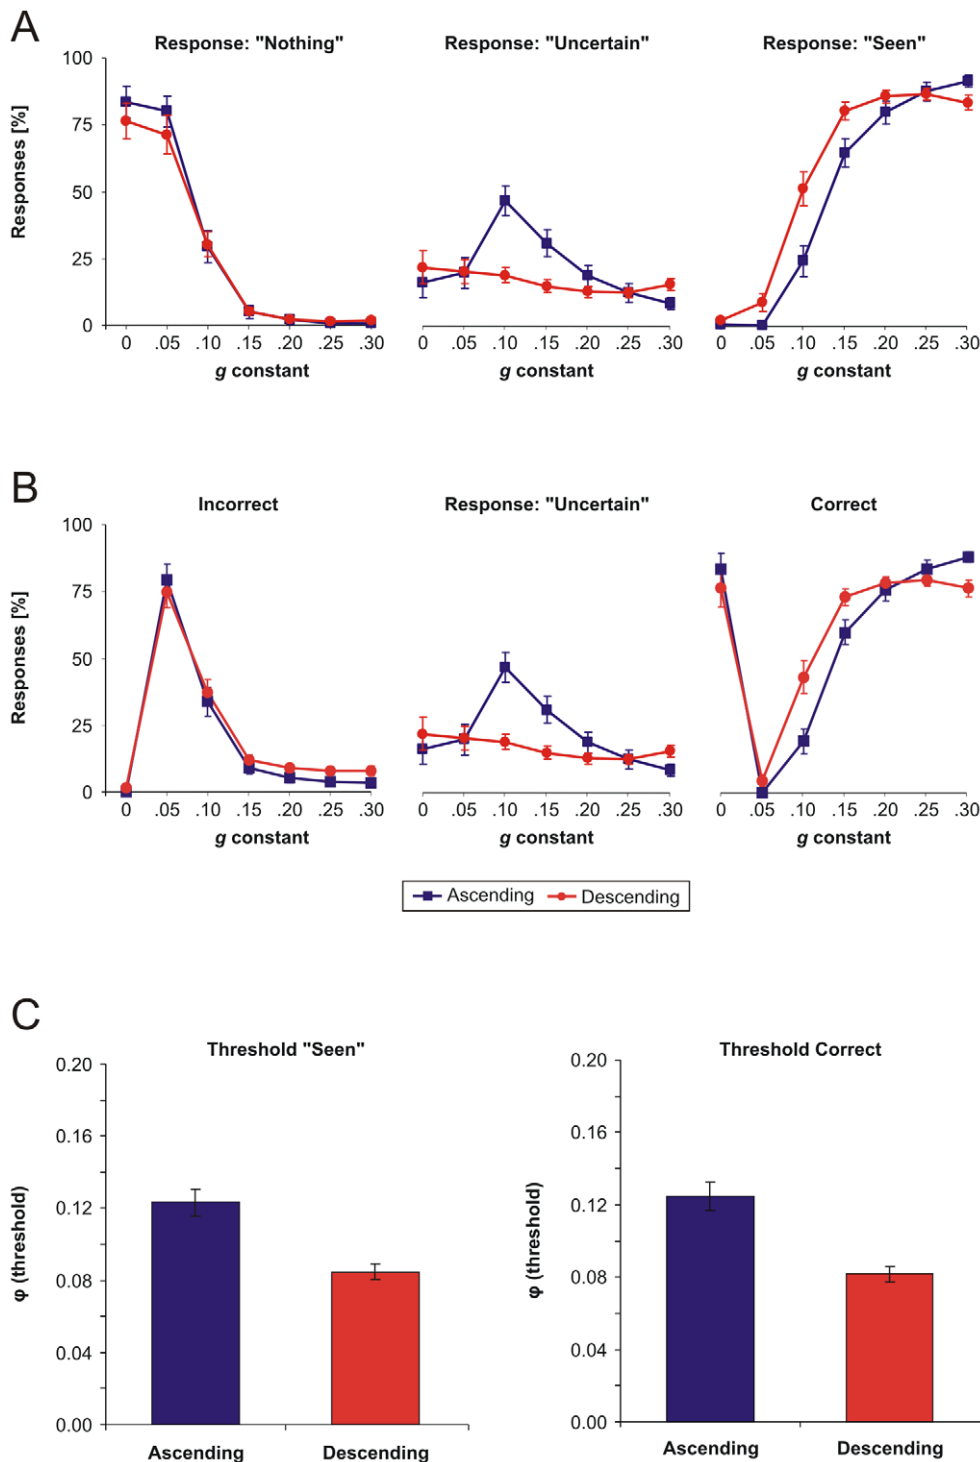 A
Response: "Nothing"
Response: "Uncertain"
Response: "Seen"
Responses [%]
100
75
50
25
0
0 .05 .10 .15 .20 .25 .30
0 .05 .10 .15 .20 .25 .30
0 .05 .10 .15 .20 .25 .30
g constant
g constant
g constant
B
Incorrect
Response: "Uncertain"
Correct
Responses [%]
100
75
50
25
0
0 .05 .10 .15 .20 .25 .30
0 .05 .10 .15 .20 .25 .30
0 .05 .10 .15 .20 .25 .30
g constant
g constant
g constant
Ascending Descending
C
Threshold "Seen"
φ (threshold)
0.20
0.16
0.12
0.08
0.04
0.00
Ascending Descending
Threshold Correct
φ (threshold)
0.20
0.16
0.12
0.08
0.04
0.00
Ascending Descending